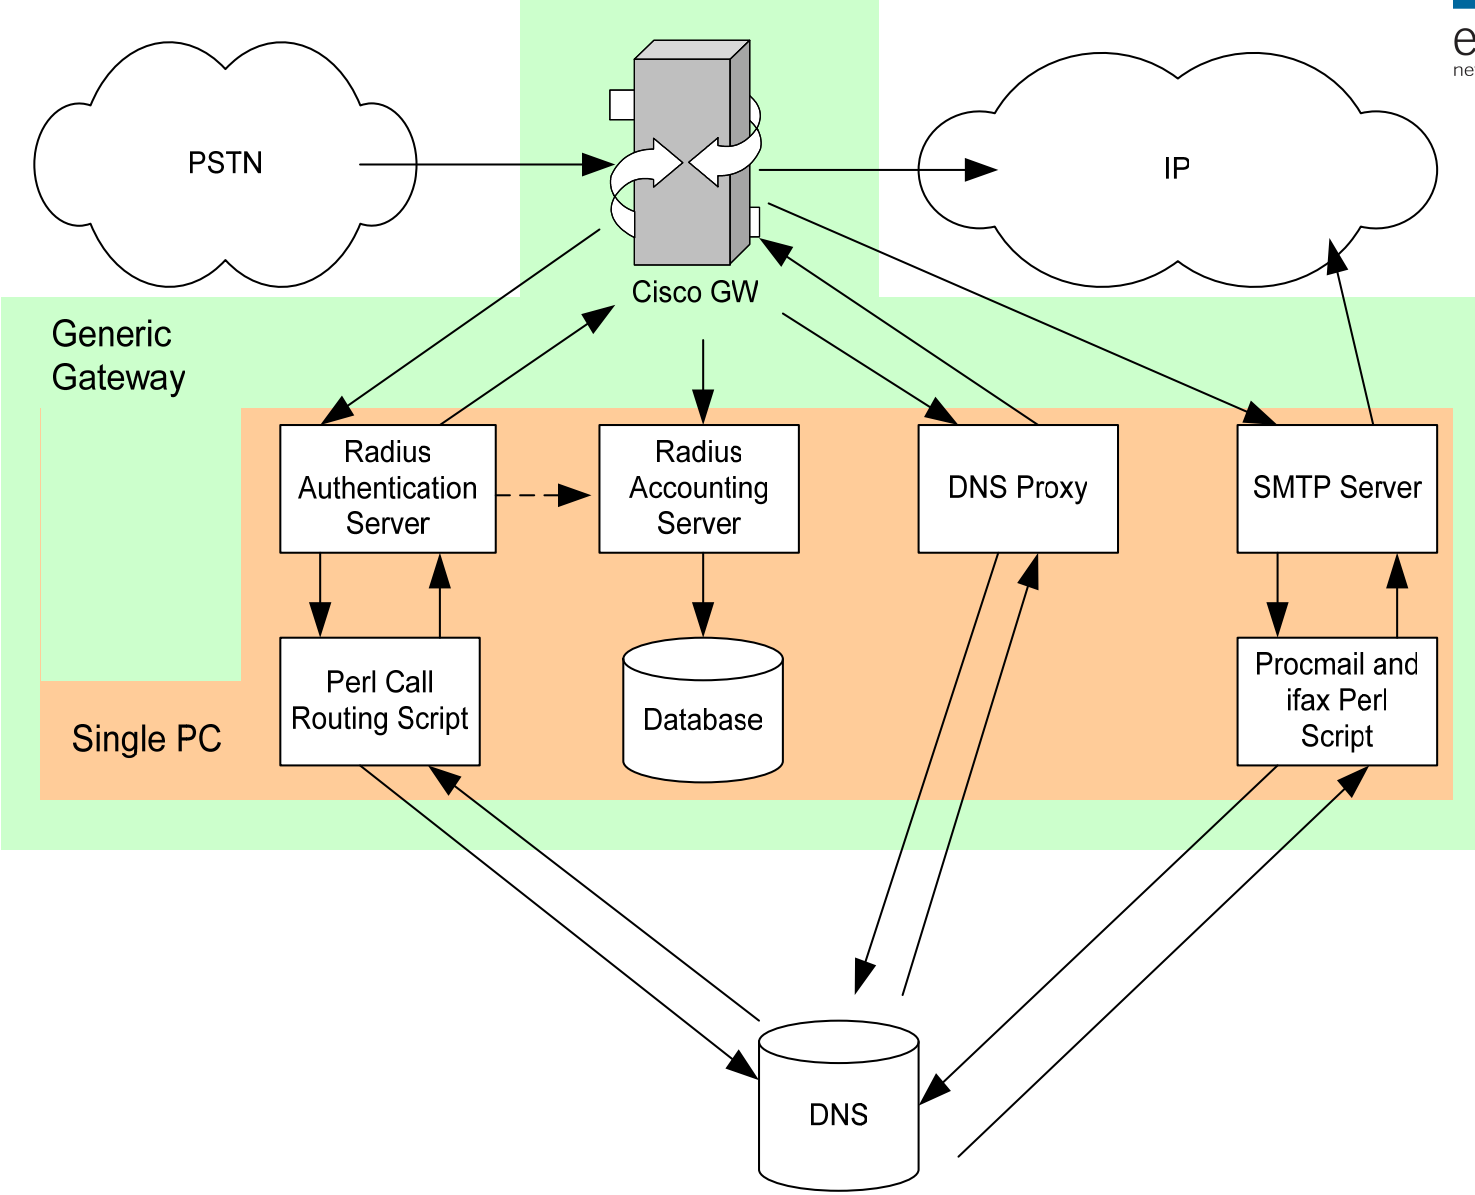 e
ne
PSTN
IP
Cisco GW
Generic
Gateway
Radius
Authentication
Server
Radius
Accounting
Server
DNS Proxy
SMTP Server
Perl Call
Routing Script
Database
Procmail and
ifax Perl
Script
Single PC
DNS